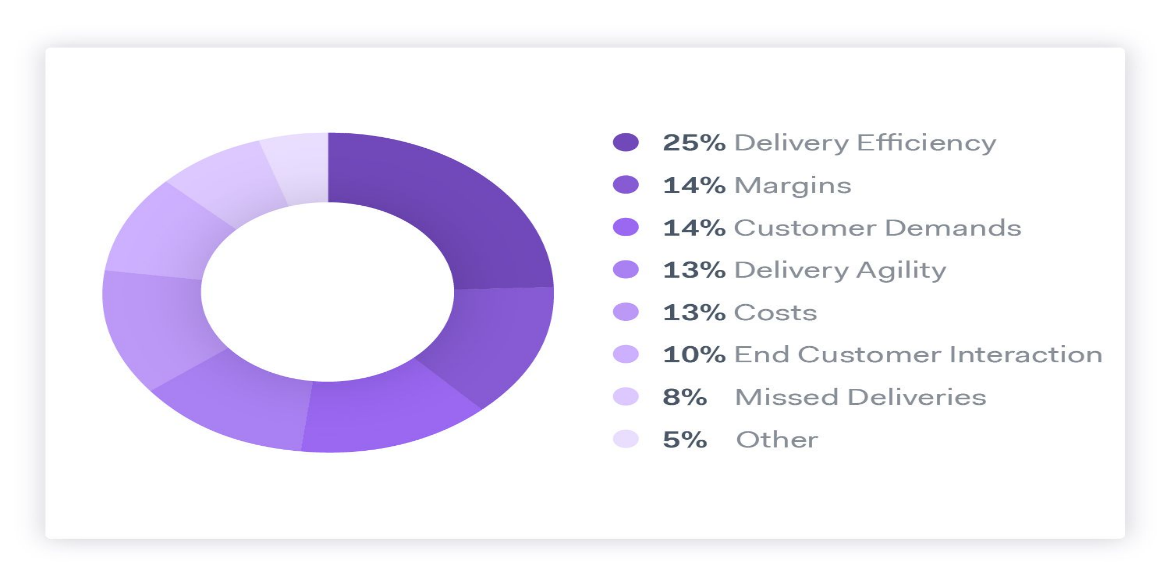 25% Delivery Efficiency
14% Margins
14% Customer Demands
13% Delivery Agility
13% Costs
10% End Customer Interaction
8% Missed Deliveries
5% Other